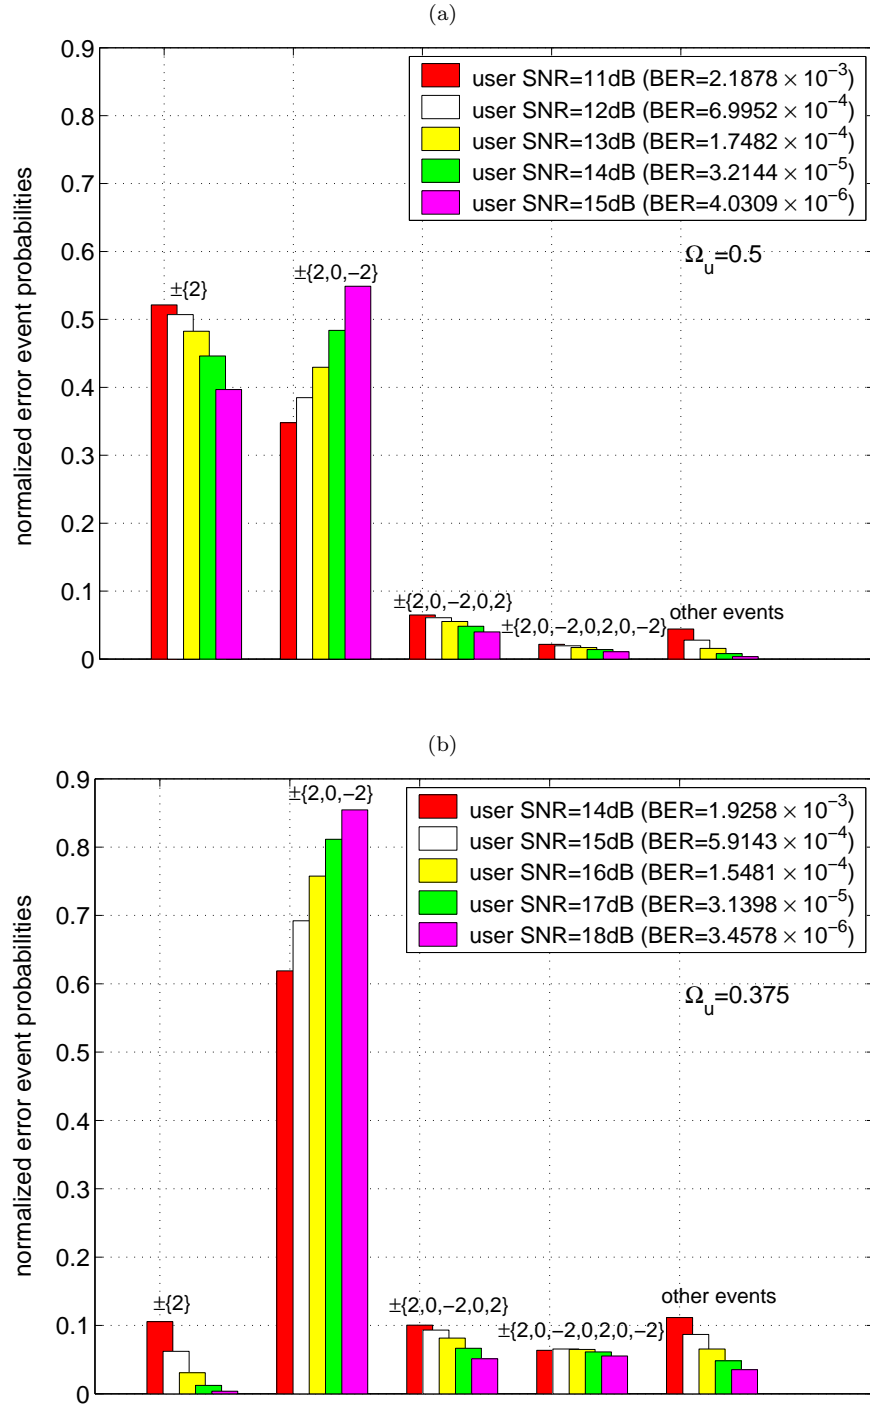 (a)
0.9
0.8
0.7
0.6
0.5
0.4
0.3
0.2
0.1
0
normalized error event probabilities
user SNR=11dB (BER=2.1878 × 10⁻³)
user SNR=12dB (BER=6.9952 × 10⁻⁴)
user SNR=13dB (BER=1.7482 × 10⁻⁴)
user SNR=14dB (BER=3.2144 × 10⁻⁵)
user SNR=15dB (BER=4.0309 × 10⁻⁶)
Ωᵤ=0.5
±{2}
±{2,0,−2}
±{2,0,−2,0,2}
±{2,0,−2,0,2,0,−2}
other events
(b)
0.9
0.8
0.7
0.6
0.5
0.4
0.3
0.2
0.1
0
normalized error event probabilities
user SNR=14dB (BER=1.9258 × 10⁻³)
user SNR=15dB (BER=5.9143 × 10⁻⁴)
user SNR=16dB (BER=1.5481 × 10⁻⁴)
user SNR=17dB (BER=3.1398 × 10⁻⁵)
user SNR=18dB (BER=3.4578 × 10⁻⁶)
Ωᵤ=0.375
±{2}
±{2,0,−2}
±{2,0,−2,0,2}
±{2,0,−2,0,2,0,−2}
other events